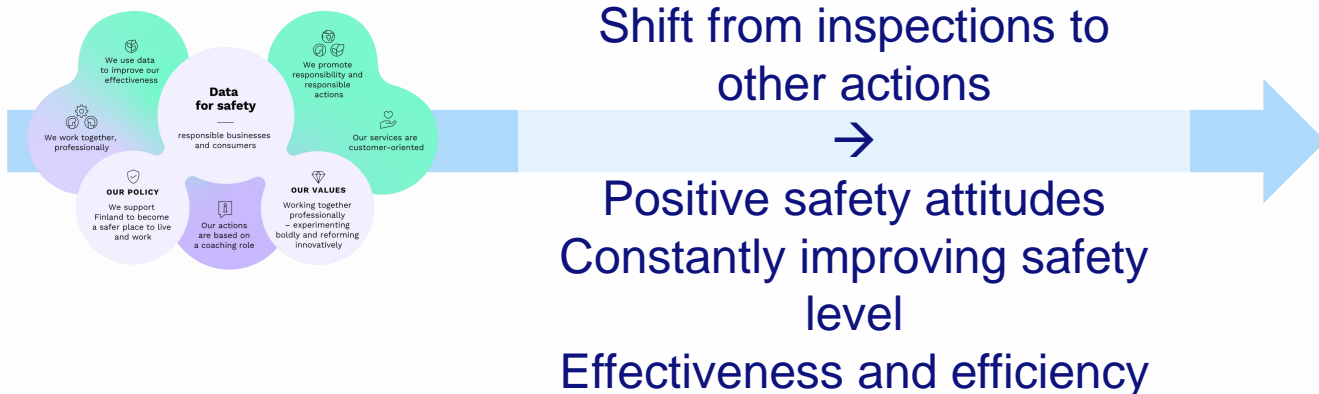 We use data
to improve our
effectiveness
We promote
responsibility and
responsible
actions
Data
for safety
responsible businesses
and consumers
We work together,
professionally
Our services are
customer-oriented
OUR POLICY
We support
Finland to become
a safer place to live
and work
Our actions
are based on
a coaching role
OUR VALUES
Working together
professionally
– experimenting
boldly and reforming
innovatively
Shift from inspections to
other actions
→
Positive safety attitudes
Constantly improving safety
level
Effectiveness and efficiency